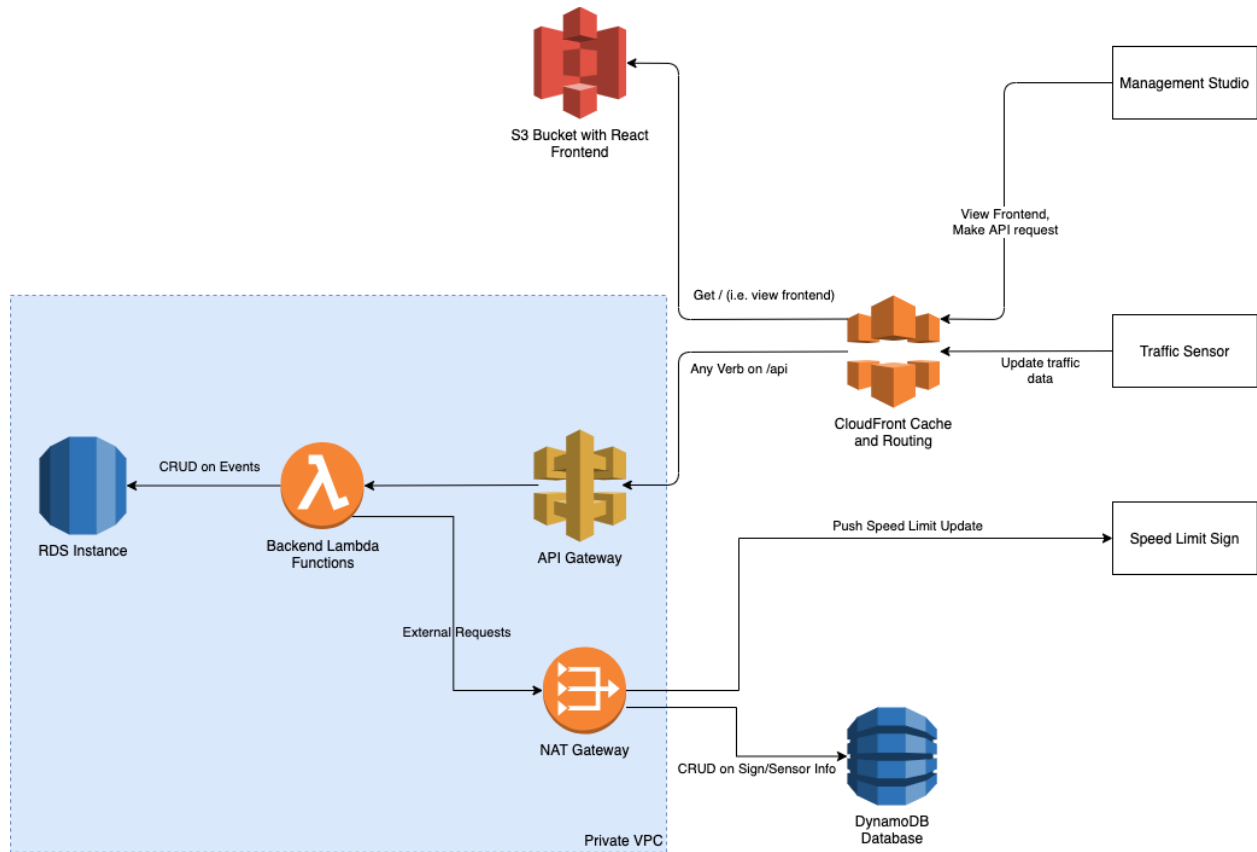 S3 Bucket with React
Frontend
Management Studio
View Frontend,
Make API request
Get / (i.e. view frontend)
Any Verb on /api
CloudFront Cache
and Routing
Update traffic
data
Traffic Sensor
RDS Instance
CRUD on Events
Backend Lambda
Functions
API Gateway
Push Speed Limit Update
Speed Limit Sign
External Requests
NAT Gateway
CRUD on Sign/Sensor Info
DynamoDB
Database
Private VPC